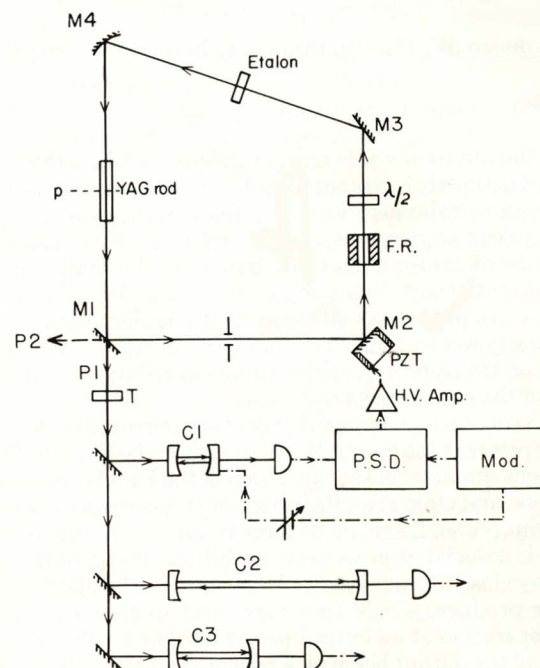 M4
Etalon
M3
p
YAG rod
λ/2
F.R.
M1
M2
P2
PZT
P1
T
H.V. Amp.
C1
P.S.D.
Mod.
C2
C3